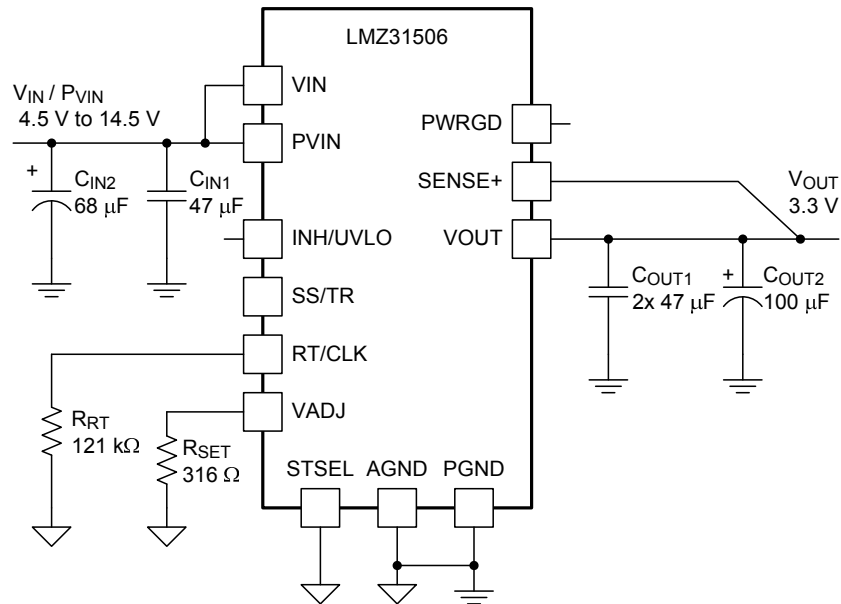 LMZ31506
VIN
VIN / PVIN
4.5 V to 14.5 V
PVIN
PWRGD
+
CIN2
68 μF
CIN1
47 μF
SENSE+
VOUT
3.3 V
INH/UVLO
VOUT
SS/TR
COUT1
2x 47 μF
+
COUT2
100 μF
RT/CLK
VADJ
RRT
121 kΩ
RSET
316 Ω
STSEL AGND PGND